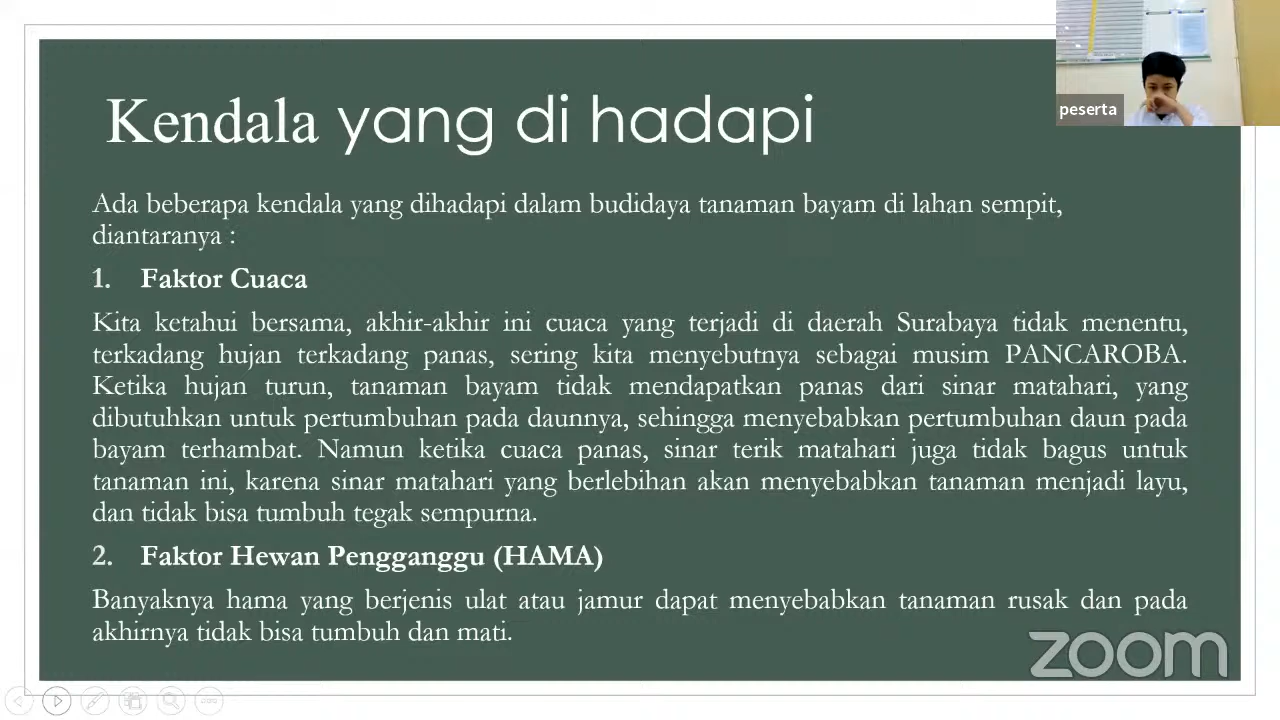 peserta
Kendala yang di hadapi
Ada beberapa kendala yang dihadapi dalam budidaya tanaman bayam di lahan sempit,
diantaranya :
1. Faktor Cuaca
Kita ketahui bersama, akhir-akhir ini cuaca yang terjadi di daerah Surabaya tidak menentu,
terkadang hujan terkadang panas, sering kita menyebutnya sebagai musim PANCAROBA.
Ketika hujan turun, tanaman bayam tidak mendapatkan panas dari sinar matahari, yang
dibutuhkan untuk pertumbuhan pada daunnya, sehingga menyebabkan pertumbuhan daun pada
bayam terhambat. Namun ketika cuaca panas, sinar terik matahari juga tidak bagus untuk
tanaman ini, karena sinar matahari yang berlebihan akan menyebabkan tanaman menjadi layu,
dan tidak bisa tumbuh tegak sempurna.
2. Faktor Hewan Pengganggu (HAMA)
Banyaknya hama yang berjenis ulat atau jamur dapat menyebabkan tanaman rusak dan pada
akhirnya tidak bisa tumbuh dan mati.
zoom